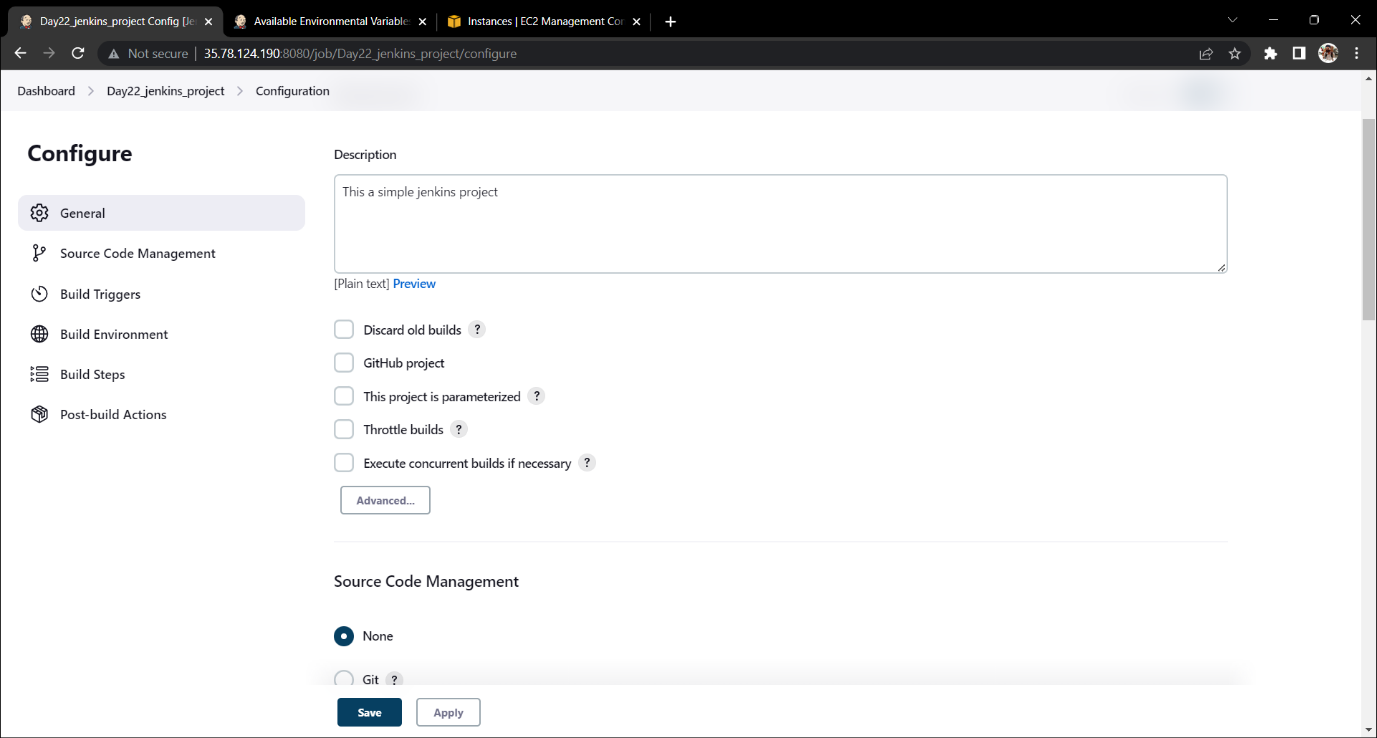 Day22_jenkins_project Config [Je
Available Environmental Variable
Instances | EC2 Management Con
Not secure
35.78.124.190:8080/job/Day22_jenkins_project/configure
Dashboard
Day22_jenkins_project
Configuration
Configure
General
Source Code Management
Build Triggers
Build Environment
Build Steps
Post-build Actions
Description
This a simple jenkins project
[Plain text] Preview
Discard old builds ?
GitHub project
This project is parameterized ?
Throttle builds ?
Execute concurrent builds if necessary ?
Advanced...
Source Code Management
None
Git ?
Save
Apply